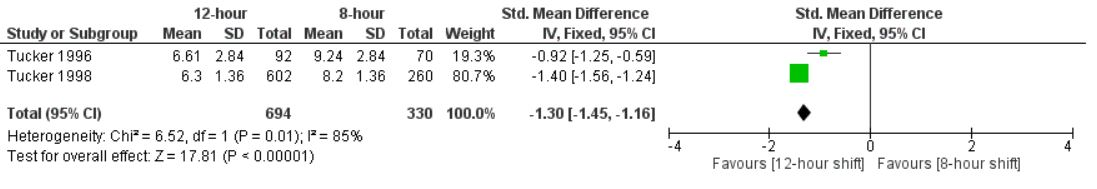 12-hour 8-hour Std. Mean Difference Std. Mean Difference
Study or Subgroup Mean SD Total Mean SD Total Weight IV, Fixed, 95% CI IV, Fixed, 95% CI
Tucker 1996 6.61 2.84 92 9.24 2.84 70 19.3% -0.92 [-1.25, -0.59]
Tucker 1998 6.3 1.36 602 8.2 1.36 260 80.7% -1.40 [-1.56, -1.24]
Total (95% CI) 694 330 100.0% -1.30 [-1.45, -1.16]
Heterogeneity: Chi² = 6.52, df = 1 (P = 0.01); I² = 85%
Test for overall effect: Z = 17.81 (P < 0.00001)
-4 -2 0 2 4
Favours [12-hour shift] Favours [8-hour shift]